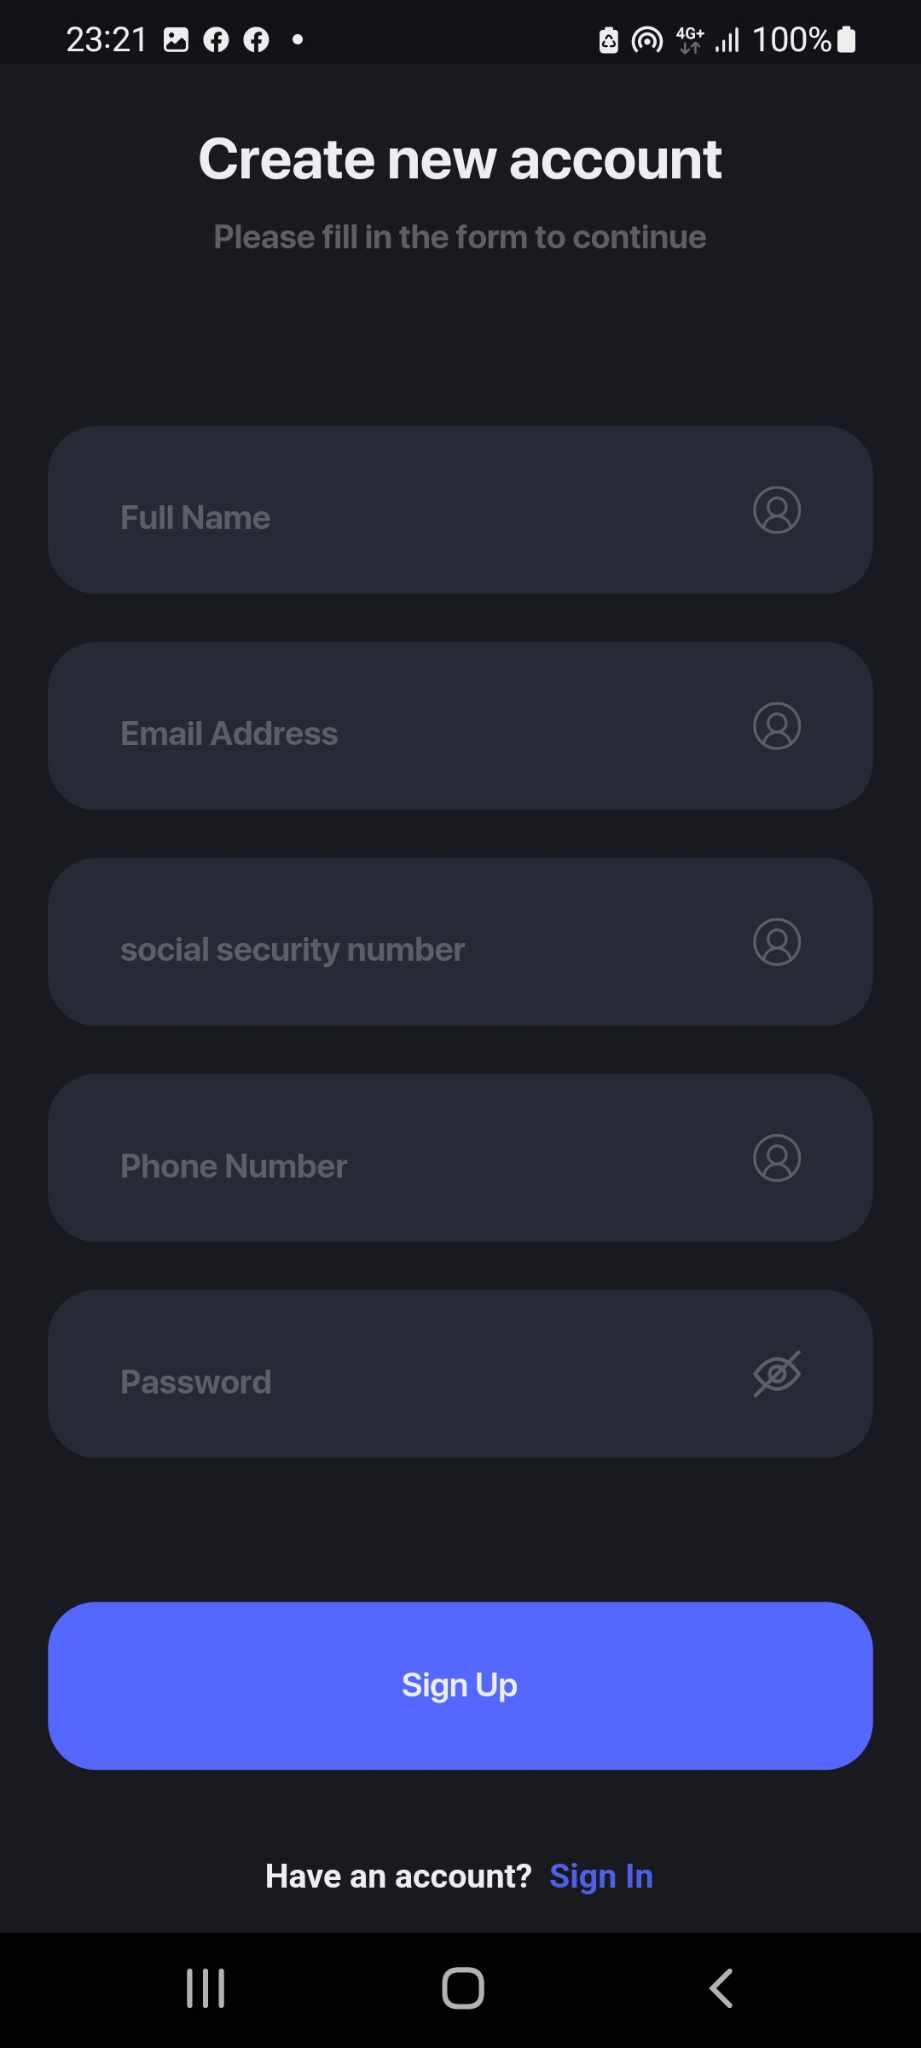 23:21 4G+ 100%
Create new account
Please fill in the form to continue
Full Name
Email Address
social security number
Phone Number
Password
Sign Up
Have an account? Sign In